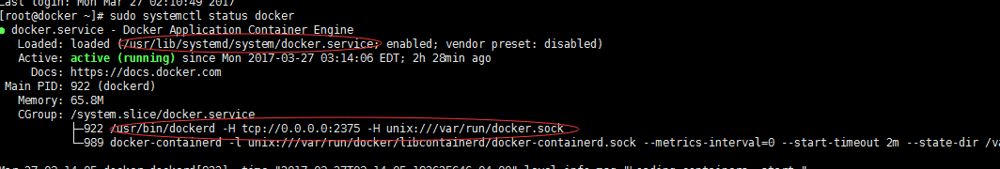 Last login: Mon Mar 27 02:10:49 2017
[root@docker ~]# sudo systemctl status docker
● docker.service - Docker Application Container Engine
Loaded: loaded (/usr/lib/systemd/system/docker.service; enabled; vendor preset: disabled)
Active: active (running) since Mon 2017-03-27 03:14:06 EDT; 2h 28min ago
Docs: https://docs.docker.com
Main PID: 922 (dockerd)
Memory: 65.8M
CGroup: /system.slice/docker.service
├─922 /usr/bin/dockerd -H tcp://0.0.0.0:2375 -H unix:///var/run/docker.sock
└─989 docker-containerd -l unix:///var/run/docker/libcontainerd/docker-containerd.sock --metrics-interval=0 --start-timeout 2m --state-dir /va